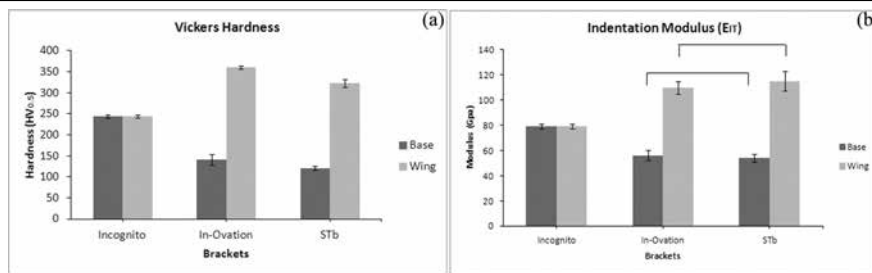 (a)
Vickers Hardness
400
350
300
250
200
150
100
50
0
Hardness (HV0.5)
Incognito
In-Ovation
STb
Brackets
Base
Wing
(b)
Indentation Modulus (EIT)
140
120
100
80
60
40
20
0
Modulus (Gpa)
Incognito
In-Ovation
STb
Brackets
Base
Wing